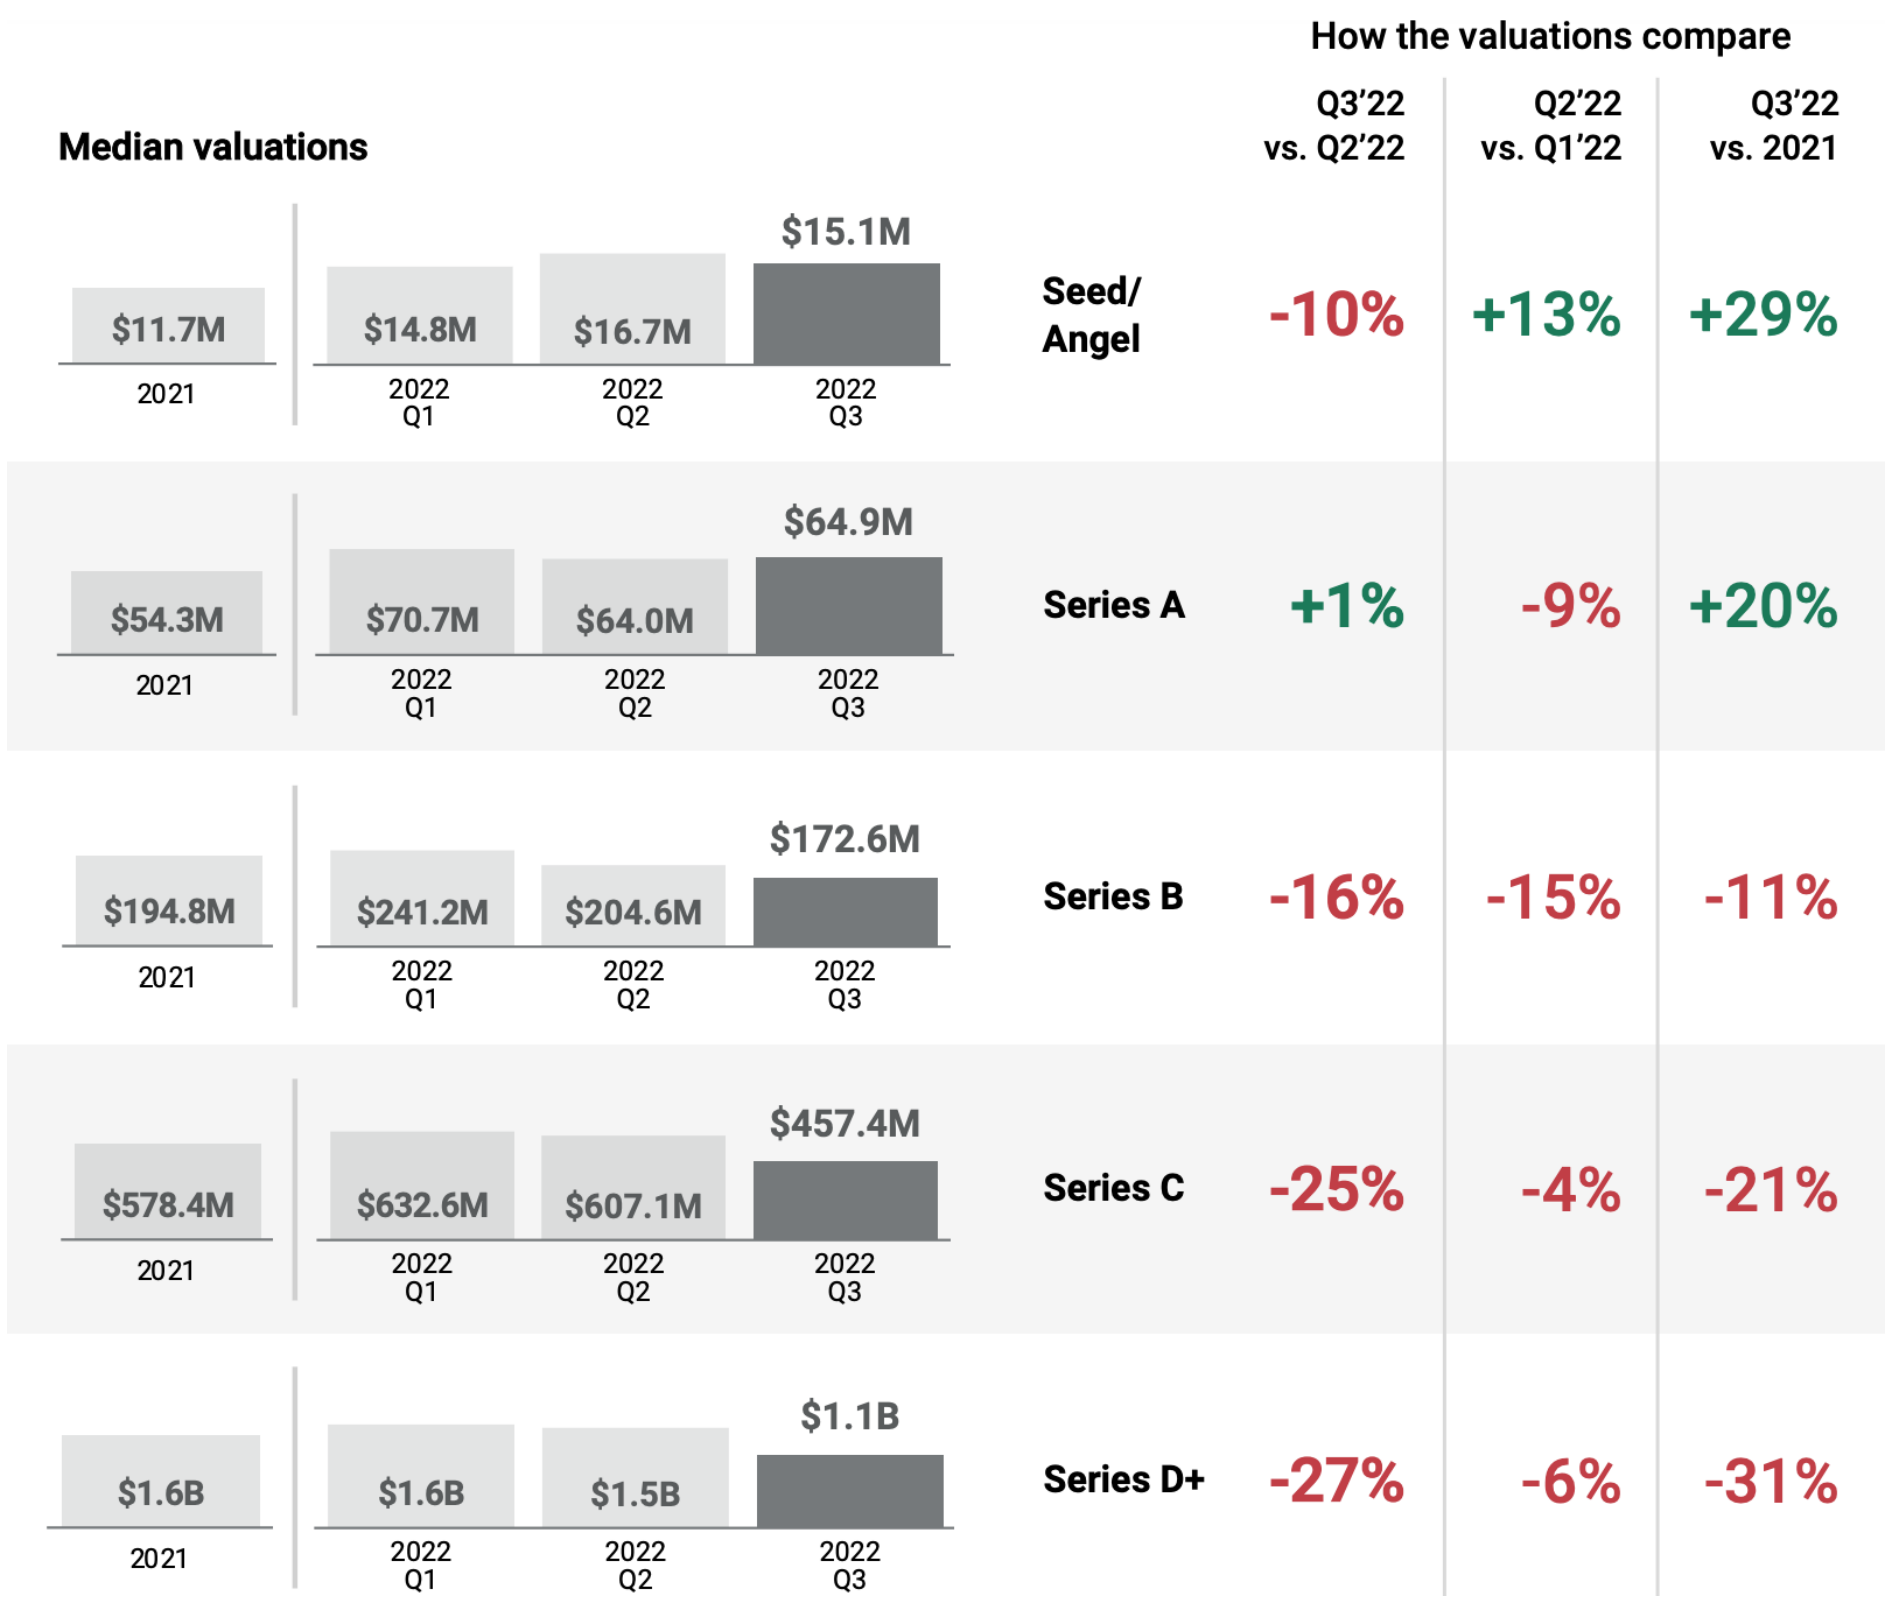 How the valuations compare
Median valuations
Q3’22
vs. Q2’22
Q2’22
vs. Q1’22
Q3’22
vs. 2021
$11.7M
2021
$14.8M
2022
Q1
$16.7M
2022
Q2
$15.1M
2022
Q3
Seed/
Angel
-10%
+13%
+29%
$54.3M
2021
$70.7M
2022
Q1
$64.0M
2022
Q2
$64.9M
2022
Q3
Series A
+1%
-9%
+20%
$194.8M
2021
$241.2M
2022
Q1
$204.6M
2022
Q2
$172.6M
2022
Q3
Series B
-16%
-15%
-11%
$578.4M
2021
$632.6M
2022
Q1
$607.1M
2022
Q2
$457.4M
2022
Q3
Series C
-25%
-4%
-21%
$1.6B
2021
$1.6B
2022
Q1
$1.5B
2022
Q2
$1.1B
2022
Q3
Series D+
-27%
-6%
-31%